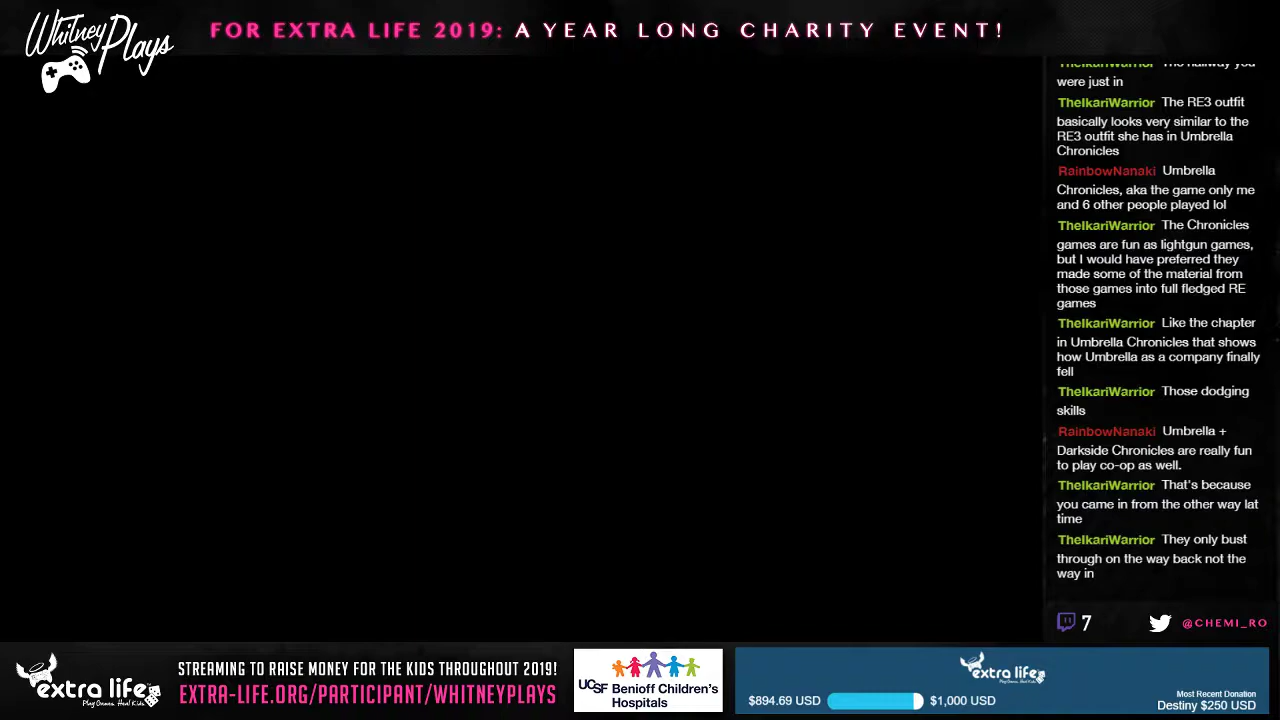 Whitney Plays
FOR EXTRA LIFE 2019: A YEAR LONG CHARITY EVENT!
TheIkariWarrior The hallway you
were just in
TheIkariWarrior The RE3 outfit
basically looks very similar to the
RE3 outfit she has in Umbrella
Chronicles
RainbowNanaki Umbrella
Chronicles, aka the game only me
and 6 other people played lol
TheIkariWarrior The Chronicles
games are fun as lightgun games,
but I would have preferred they
made some of the material from
those games into full fledged RE
games
TheIkariWarrior Like the chapter
in Umbrella Chronicles that shows
how Umbrella as a company finally
fell
TheIkariWarrior Those dodging
skills
RainbowNanaki Umbrella +
Darkside Chronicles are really fun
to play co-op as well.
TheIkariWarrior That's because
you came in from the other way lat
time
TheIkariWarrior They only bust
through on the way back not the
way in
7
@CHEMI_RO
extra life
Play Games. Heal Kids.
STREAMING TO RAISE MONEY FOR THE KIDS THROUGHOUT 2019!
EXTRA-LIFE.ORG/PARTICIPANT/WHITNEYPLAYS
UCSF Benioff Children's
Hospitals
extra life
$894.69 USD
$1,000 USD
Most Recent Donation
Destiny $250 USD